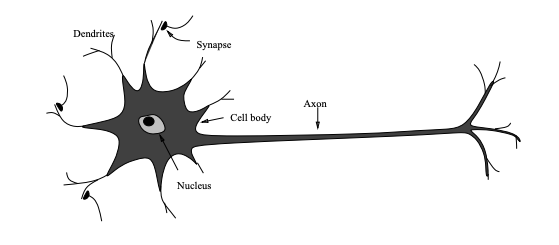 Dendrites
Synapse
Axon
Cell body
Nucleus